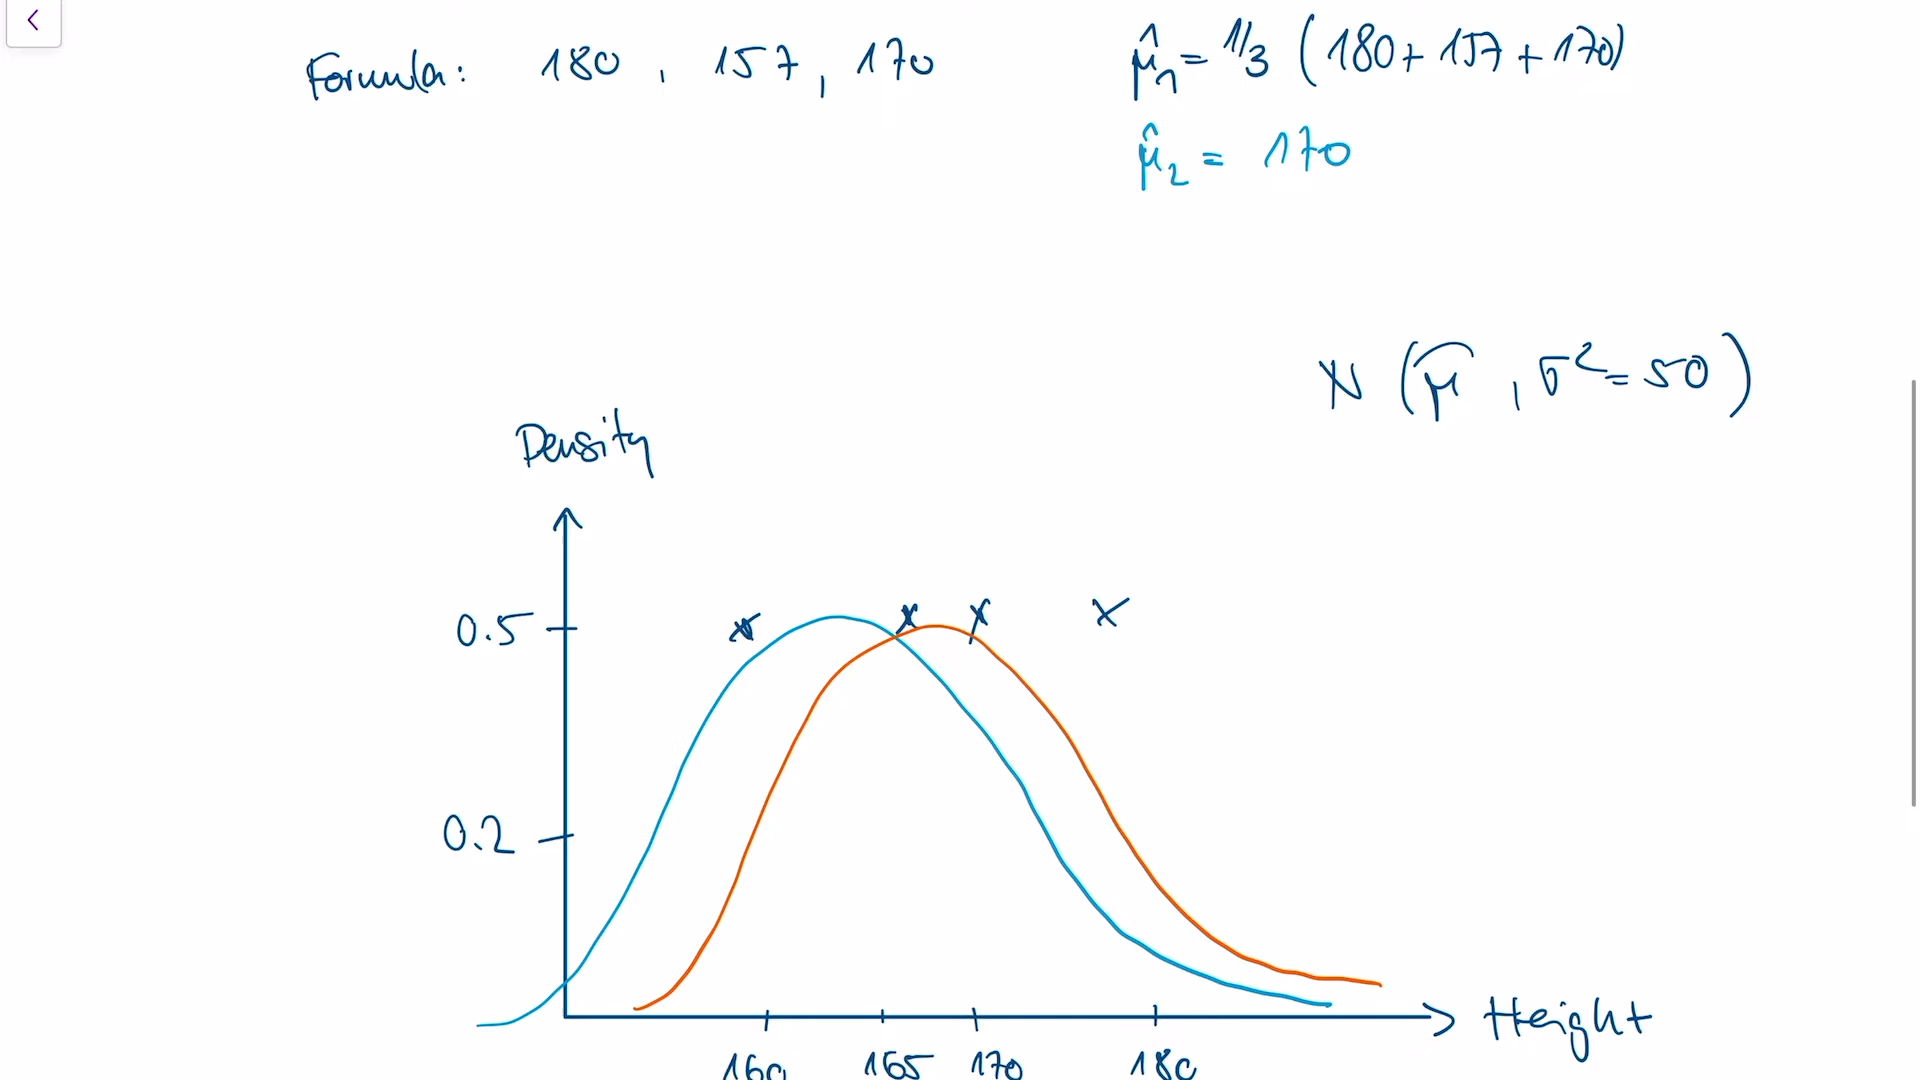 Formula: 180, 157, 170
μ̂₁ = 1/3 (180 + 157 + 170)
μ̂₂ = 170
N (μ̂, σ² = 50)
Density
0.5
0.2
160 165 170 180
Height